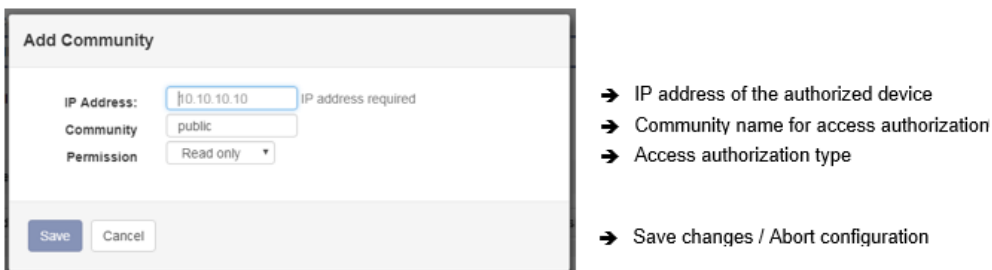 Add Community
IP Address: 10.10.10.10 IP address required
➔ IP address of the authorized device
Community public
➔ Community name for access authorization
Permission Read only
➔ Access authorization type
Save Cancel
➔ Save changes / Abort configuration